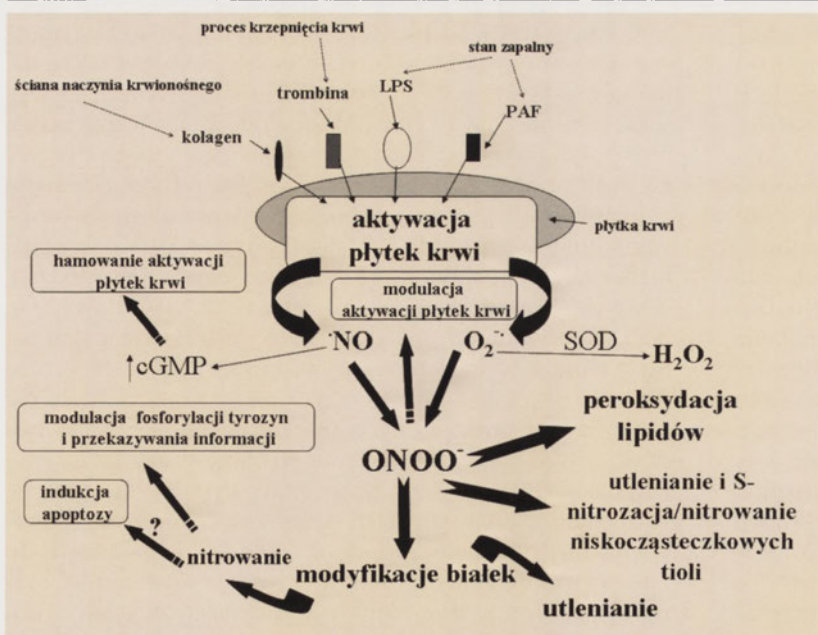 proces krzepnięcia krwi
stan zapalny
ściana naczynia krwionośnego
trombina
LPS
PAF
kolagen
aktywacja
płytek krwi
płytka krwi
hamowanie aktywacji
płytek krwi
modulacja
aktywacji płytek krwi
˙NO
O₂⁻˙
SOD
H₂O₂
↑cGMP
peroksydacja
lipidów
modulacja fosforylacji tyrozyn
i przekazywania informacji
ONOO⁻
utlenianie i S-
nitrozacja/nitrowanie
niskocząsteczkowych
tioli
indukcja
apoptozy
?
nitrowanie
modyfikacje białek
utlenianie